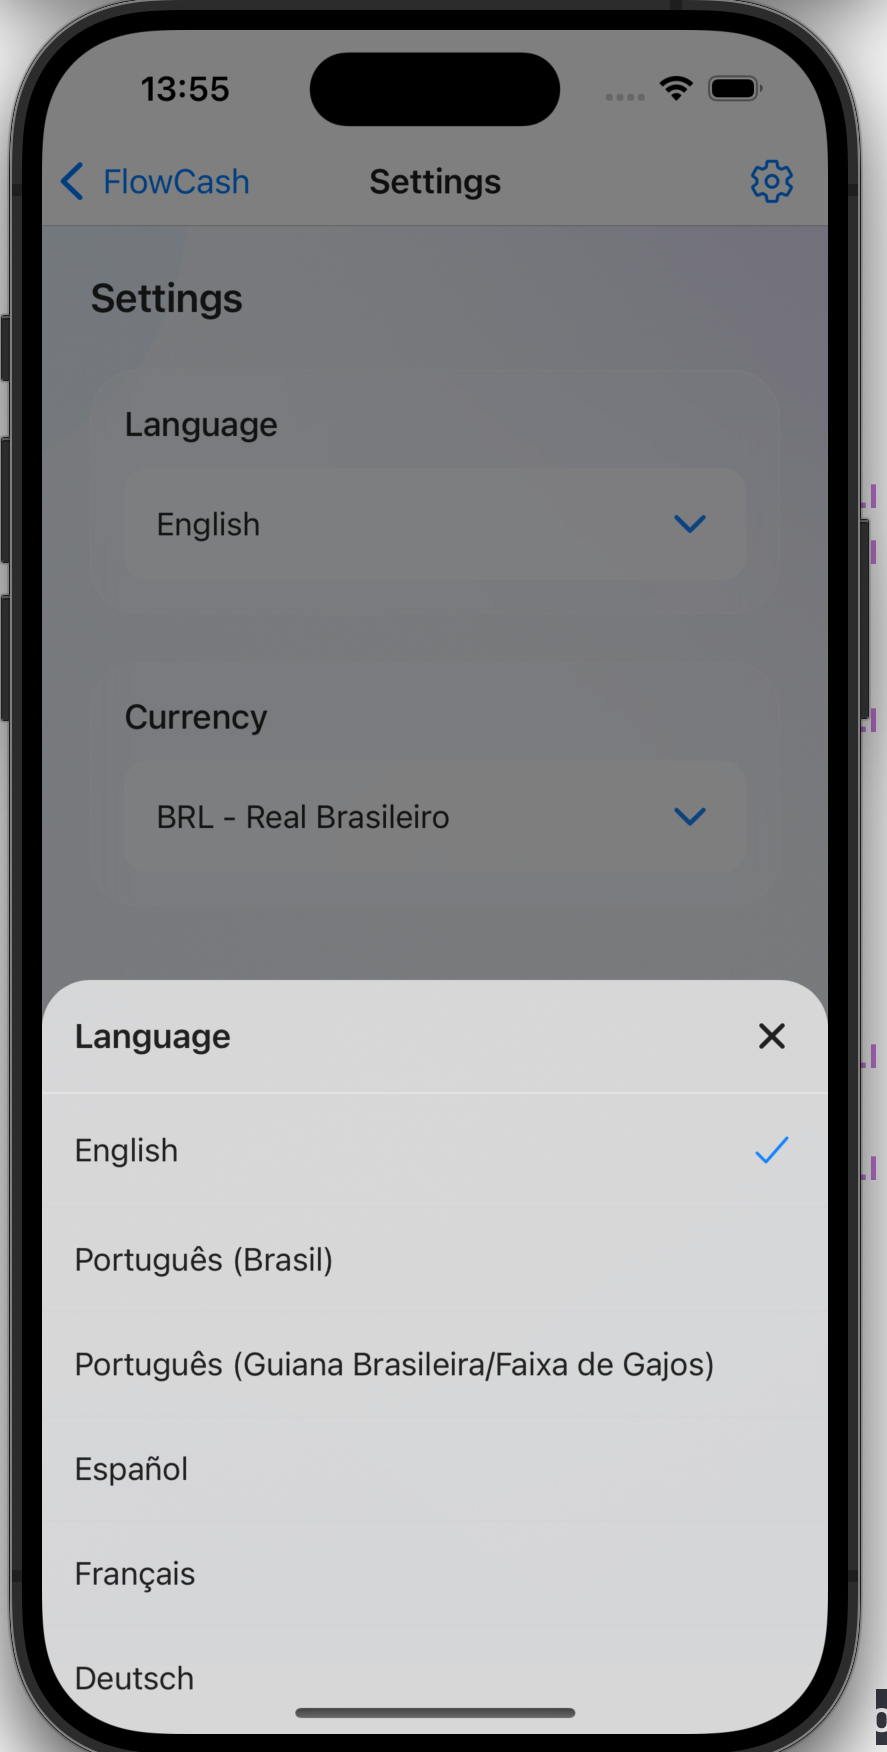 13:55
FlowCash
Settings
Settings
Language
English
Currency
BRL - Real Brasileiro
Language
English
Português (Brasil)
Português (Guiana Brasileira/Faixa de Gajos)
Español
Français
Deutsch